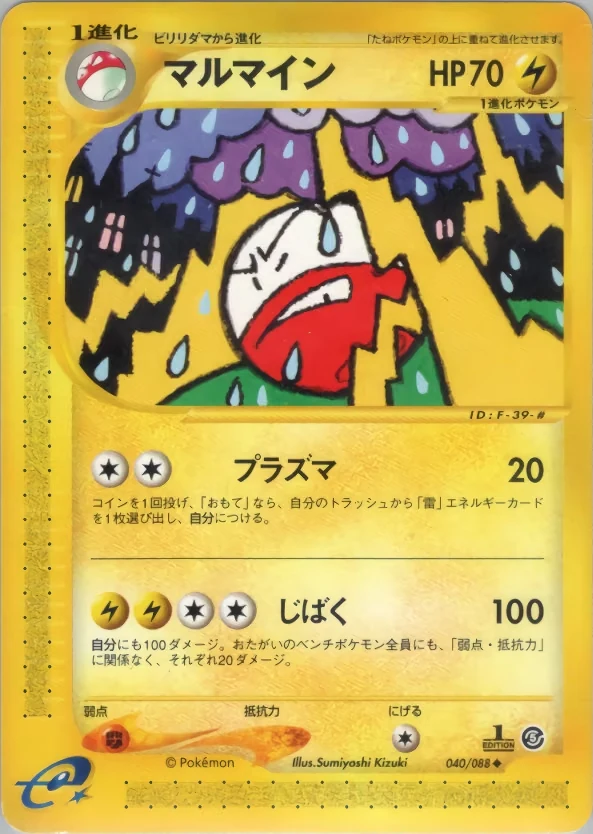 1進化
ビリリダマから進化
「たねポケモン」の上に重ねて進化させます。
マルマイン
HP70
1進化ポケモン
ID:F-39-#
プラズマ
20
コインを1回投げ、「おもて」なら、自分のトラッシュから「雷」エネルギーカード
を1枚選び出し、自分につける。
じばく
100
自分にも100ダメージ。おたがいのベンチポケモン全員にも、「弱点・抵抗力」
に関係なく、それぞれ20ダメージ。
弱点
抵抗力
にげる
1
EDITION
© Pokémon
Illus.Sumiyoshi Kizuki
040/088
e